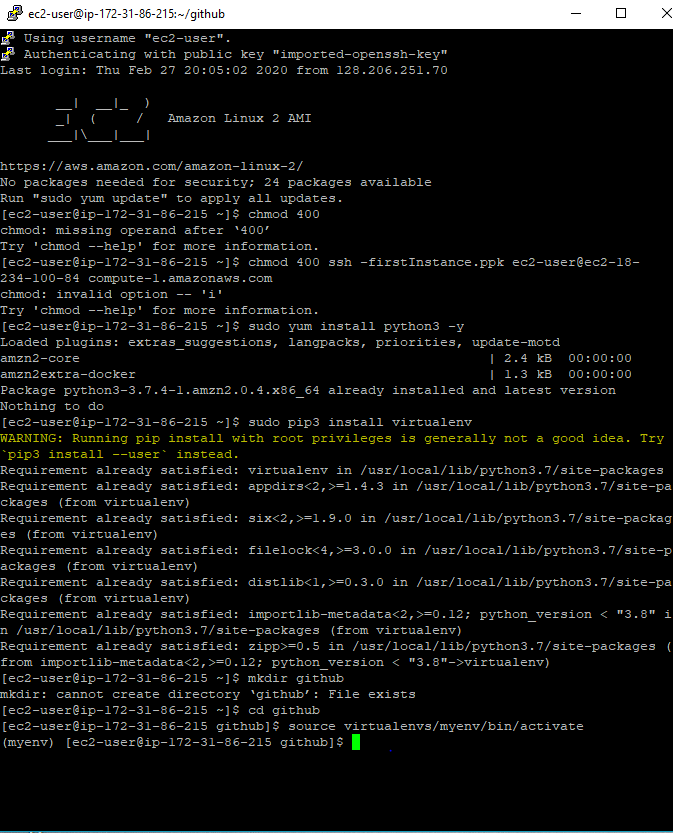 ec2-user@ip-172-31-86-215:~/github
Using username "ec2-user".
Authenticating with public key "imported-openssh-key"
Last login: Thu Feb 27 20:05:02 2020 from 128.206.251.70
__|  __|_  )
_|  (     /   Amazon Linux 2 AMI
___|\___|___|
https://aws.amazon.com/amazon-linux-2/
No packages needed for security; 24 packages available
Run "sudo yum update" to apply all updates.
[ec2-user@ip-172-31-86-215 ~]$ chmod 400
chmod: missing operand after ‘400’
Try 'chmod --help' for more information.
[ec2-user@ip-172-31-86-215 ~]$ chmod 400 ssh -firstInstance.ppk ec2-user@ec2-18-
234-100-84 compute-1.amazonaws.com
chmod: invalid option -- 'i'
Try 'chmod --help' for more information.
[ec2-user@ip-172-31-86-215 ~]$ sudo yum install python3 -y
Loaded plugins: extras_suggestions, langpacks, priorities, update-motd
amzn2-core | 2.4 kB 00:00:00
amzn2extra-docker | 1.3 kB 00:00:00
Package python3-3.7.4-1.amzn2.0.4.x86_64 already installed and latest version
Nothing to do
[ec2-user@ip-172-31-86-215 ~]$ sudo pip3 install virtualenv
WARNING: Running pip install with root privileges is generally not a good idea. Try
`pip3 install --user` instead.
Requirement already satisfied: virtualenv in /usr/local/lib/python3.7/site-packages
Requirement already satisfied: appdirs<2,>=1.4.3 in /usr/local/lib/python3.7/site-pa
ckages (from virtualenv)
Requirement already satisfied: six<2,>=1.9.0 in /usr/local/lib/python3.7/site-packag
es (from virtualenv)
Requirement already satisfied: filelock<4,>=3.0.0 in /usr/local/lib/python3.7/site-p
ackages (from virtualenv)
Requirement already satisfied: distlib<1,>=0.3.0 in /usr/local/lib/python3.7/site-pa
ckages (from virtualenv)
Requirement already satisfied: importlib-metadata<2,>=0.12; python_version < "3.8" i
n /usr/local/lib/python3.7/site-packages (from virtualenv)
Requirement already satisfied: zipp>=0.5 in /usr/local/lib/python3.7/site-packages (
from importlib-metadata<2,>=0.12; python_version < "3.8"->virtualenv)
[ec2-user@ip-172-31-86-215 ~]$ mkdir github
mkdir: cannot create directory ‘github’: File exists
[ec2-user@ip-172-31-86-215 ~]$ cd github
[ec2-user@ip-172-31-86-215 github]$ source virtualenvs/myenv/bin/activate
(myenv) [ec2-user@ip-172-31-86-215 github]$